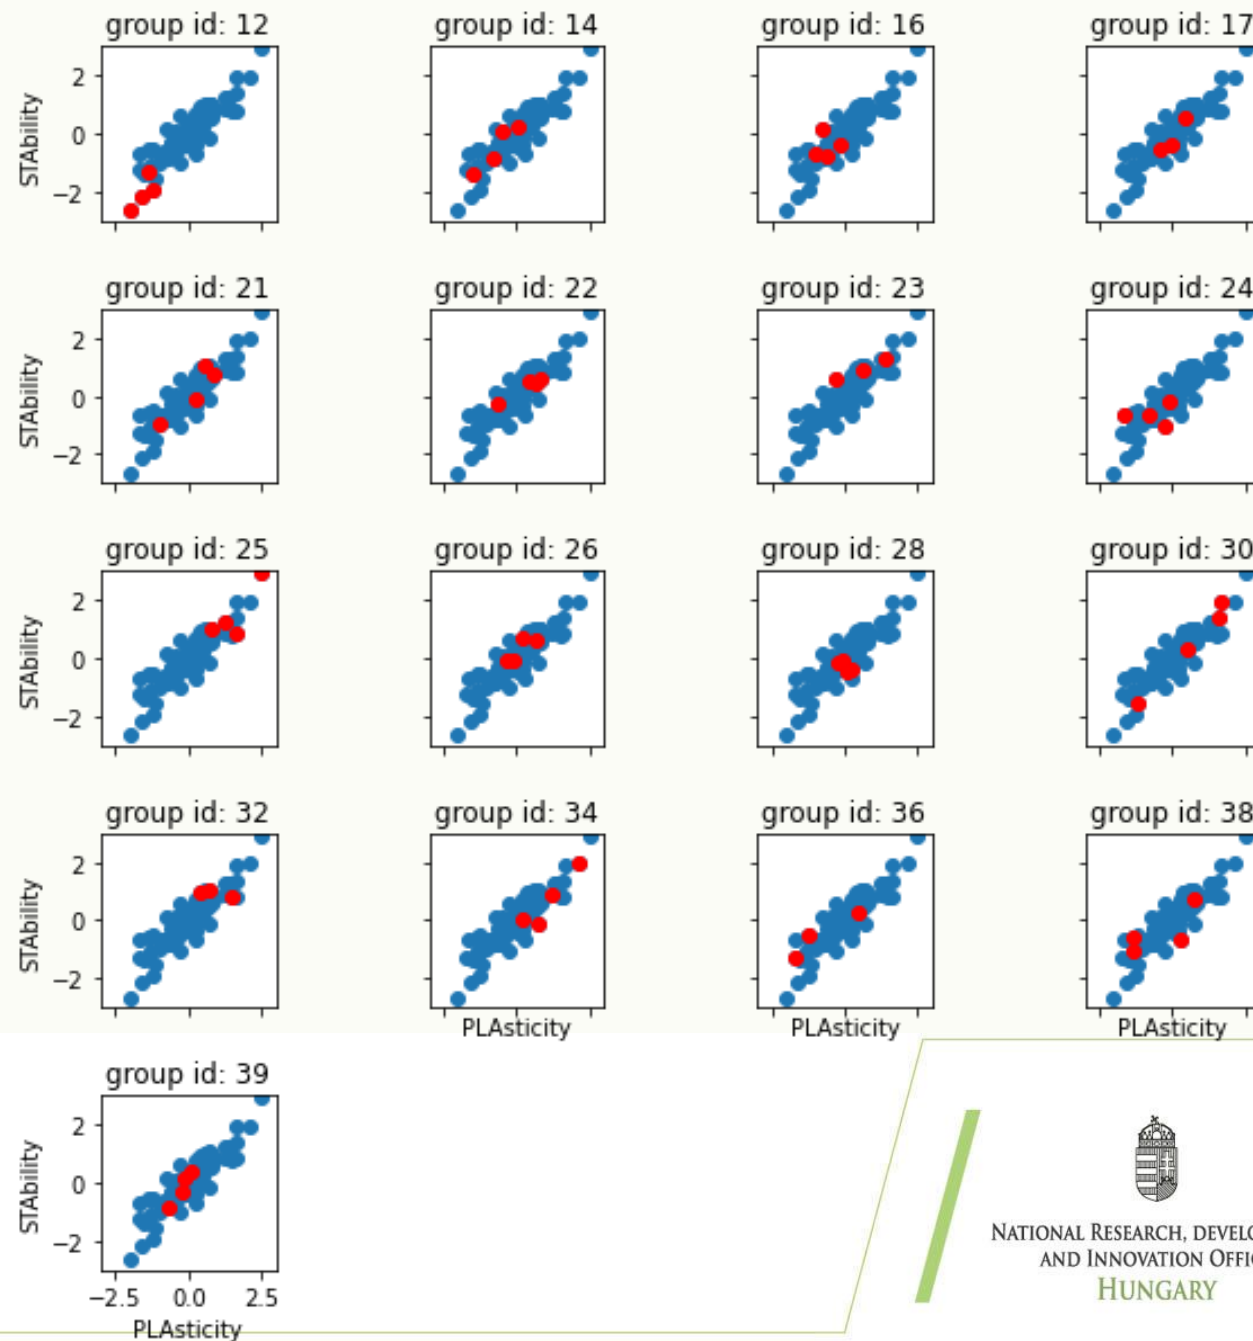 group id: 12 group id: 14 group id: 16 group id: 17
STAbility
2
0
−2
group id: 21 group id: 22 group id: 23 group id: 24
STAbility
2
0
−2
group id: 25 group id: 26 group id: 28 group id: 30
STAbility
2
0
−2
group id: 32 group id: 34 group id: 36 group id: 38
STAbility
2
0
−2
PLAsticity PLAsticity PLAsticity
group id: 39
STAbility
2
0
−2
−2.5 0.0 2.5
PLAsticity
NATIONAL RESEARCH, DEVELO
AND INNOVATION OFFI
HUNGARY